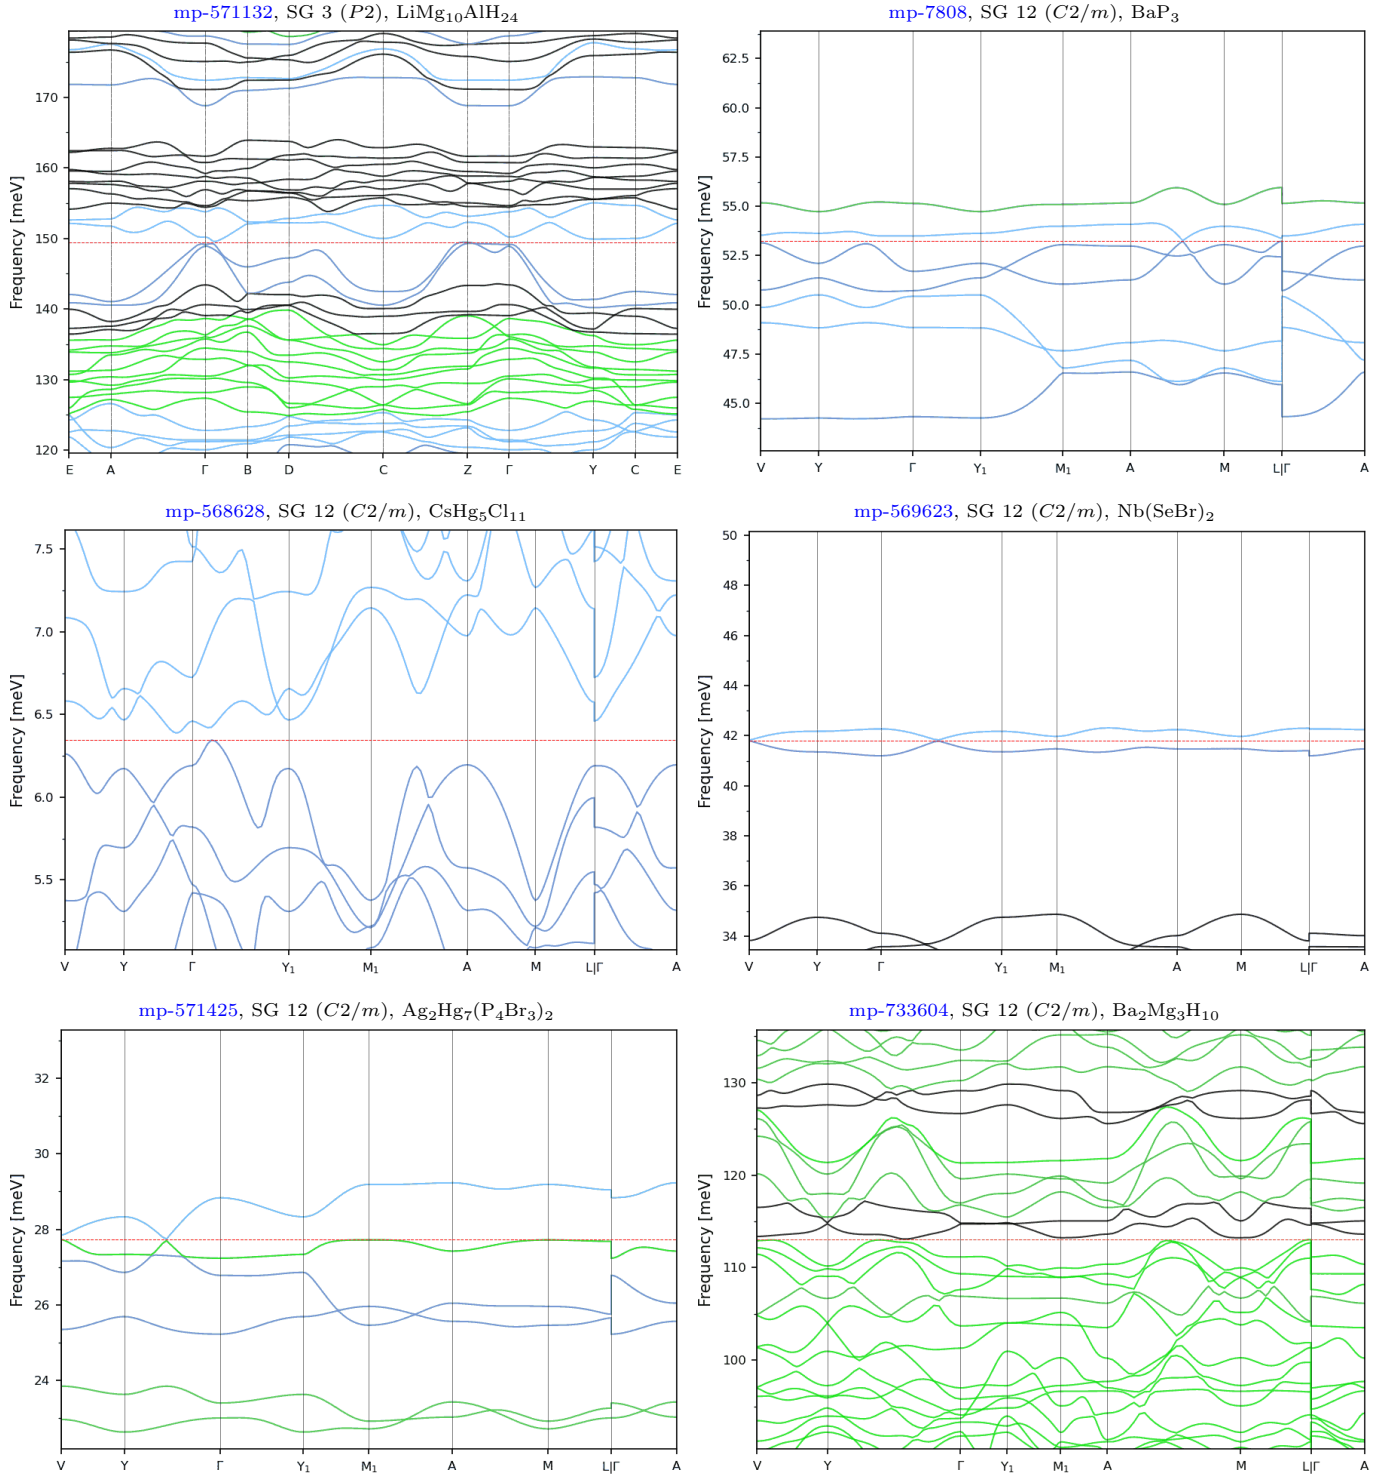 mp-571132, SG 3 (P2), LiMg₁₀AlH₂₄
Frequency [meV]
170
160
150
140
130
120
E A Γ B D C Z Γ Y C E
mp-7808, SG 12 (C2/m), BaP₃
Frequency [meV]
62.5
60.0
57.5
55.0
52.5
50.0
47.5
45.0
V Y Γ Y₁ M₁ A M L|Γ A
mp-568628, SG 12 (C2/m), CsHg₅Cl₁₁
Frequency [meV]
7.5
7.0
6.5
6.0
5.5
V Y Γ Y₁ M₁ A M L|Γ A
mp-569623, SG 12 (C2/m), Nb(SeBr)₂
Frequency [meV]
50
48
46
44
42
40
38
36
34
V Y Γ Y₁ M₁ A M L|Γ A
mp-571425, SG 12 (C2/m), Ag₂Hg₇(P₄Br₃)₂
Frequency [meV]
32
30
28
26
24
V Y Γ Y₁ M₁ A M L|Γ A
mp-733604, SG 12 (C2/m), Ba₂Mg₃H₁₀
Frequency [meV]
130
120
110
100
V Y Γ Y₁ M₁ A M L|Γ A